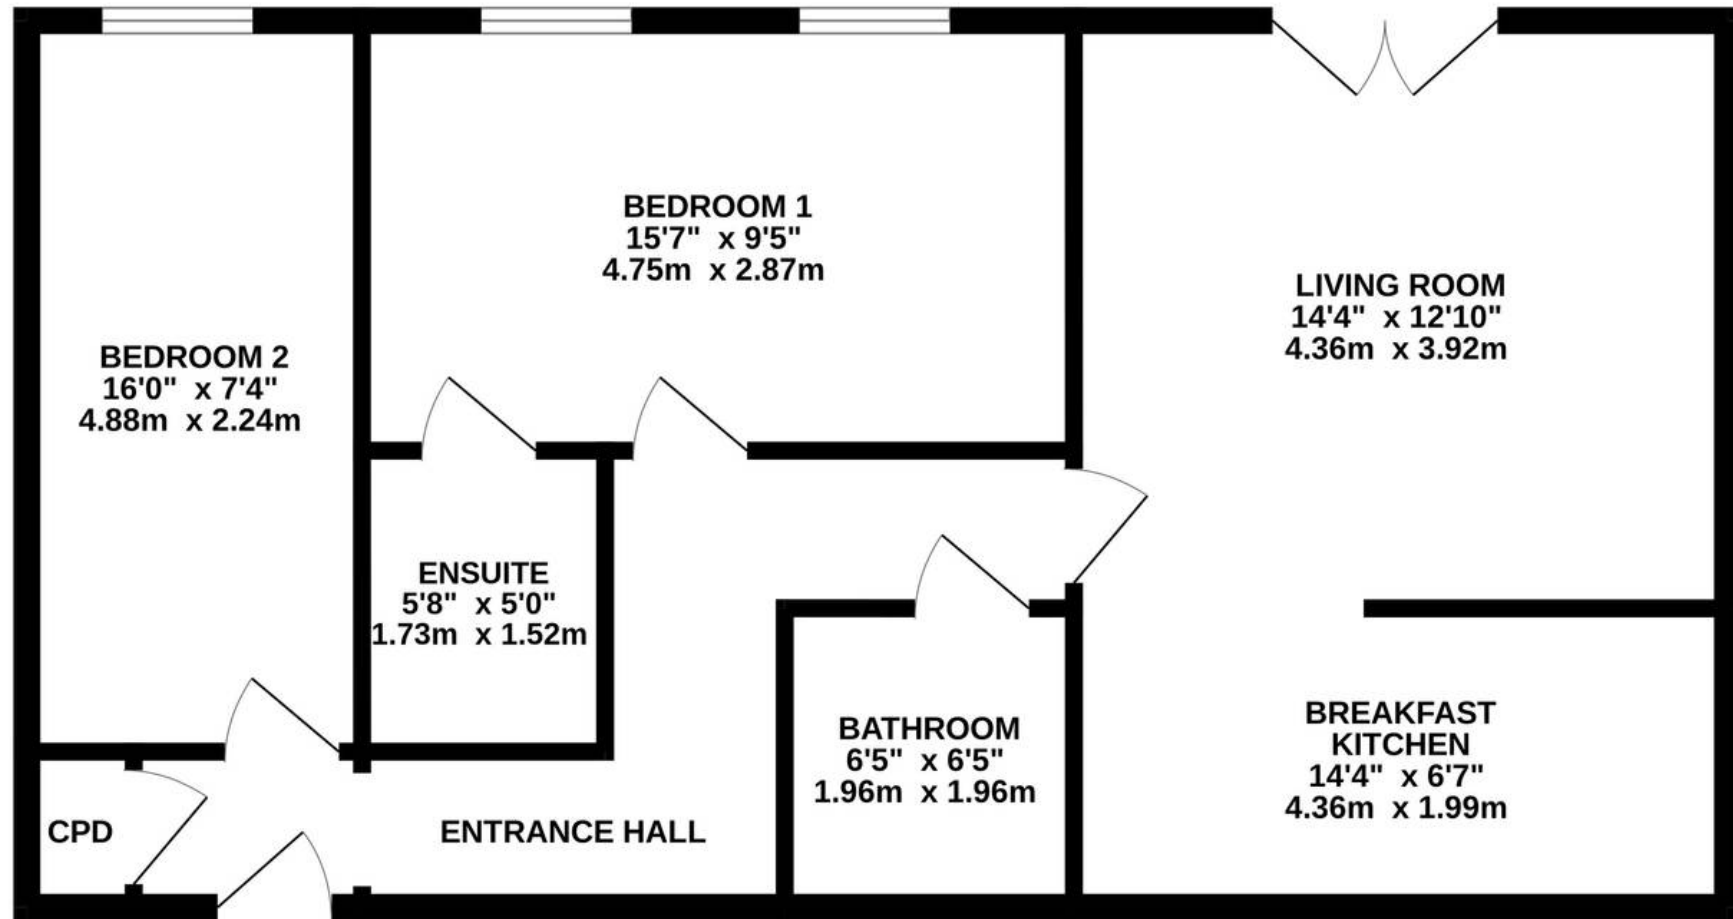 BEDROOM 1
15'7" x 9'5"
4.75m x 2.87m
LIVING ROOM
14'4" x 12'10"
4.36m x 3.92m
BEDROOM 2
16'0" x 7'4"
4.88m x 2.24m
ENSUITE
5'8" x 5'0"
1.73m x 1.52m
BATHROOM
6'5" x 6'5"
1.96m x 1.96m
BREAKFAST
KITCHEN
14'4" x 6'7"
4.36m x 1.99m
CPD
ENTRANCE HALL